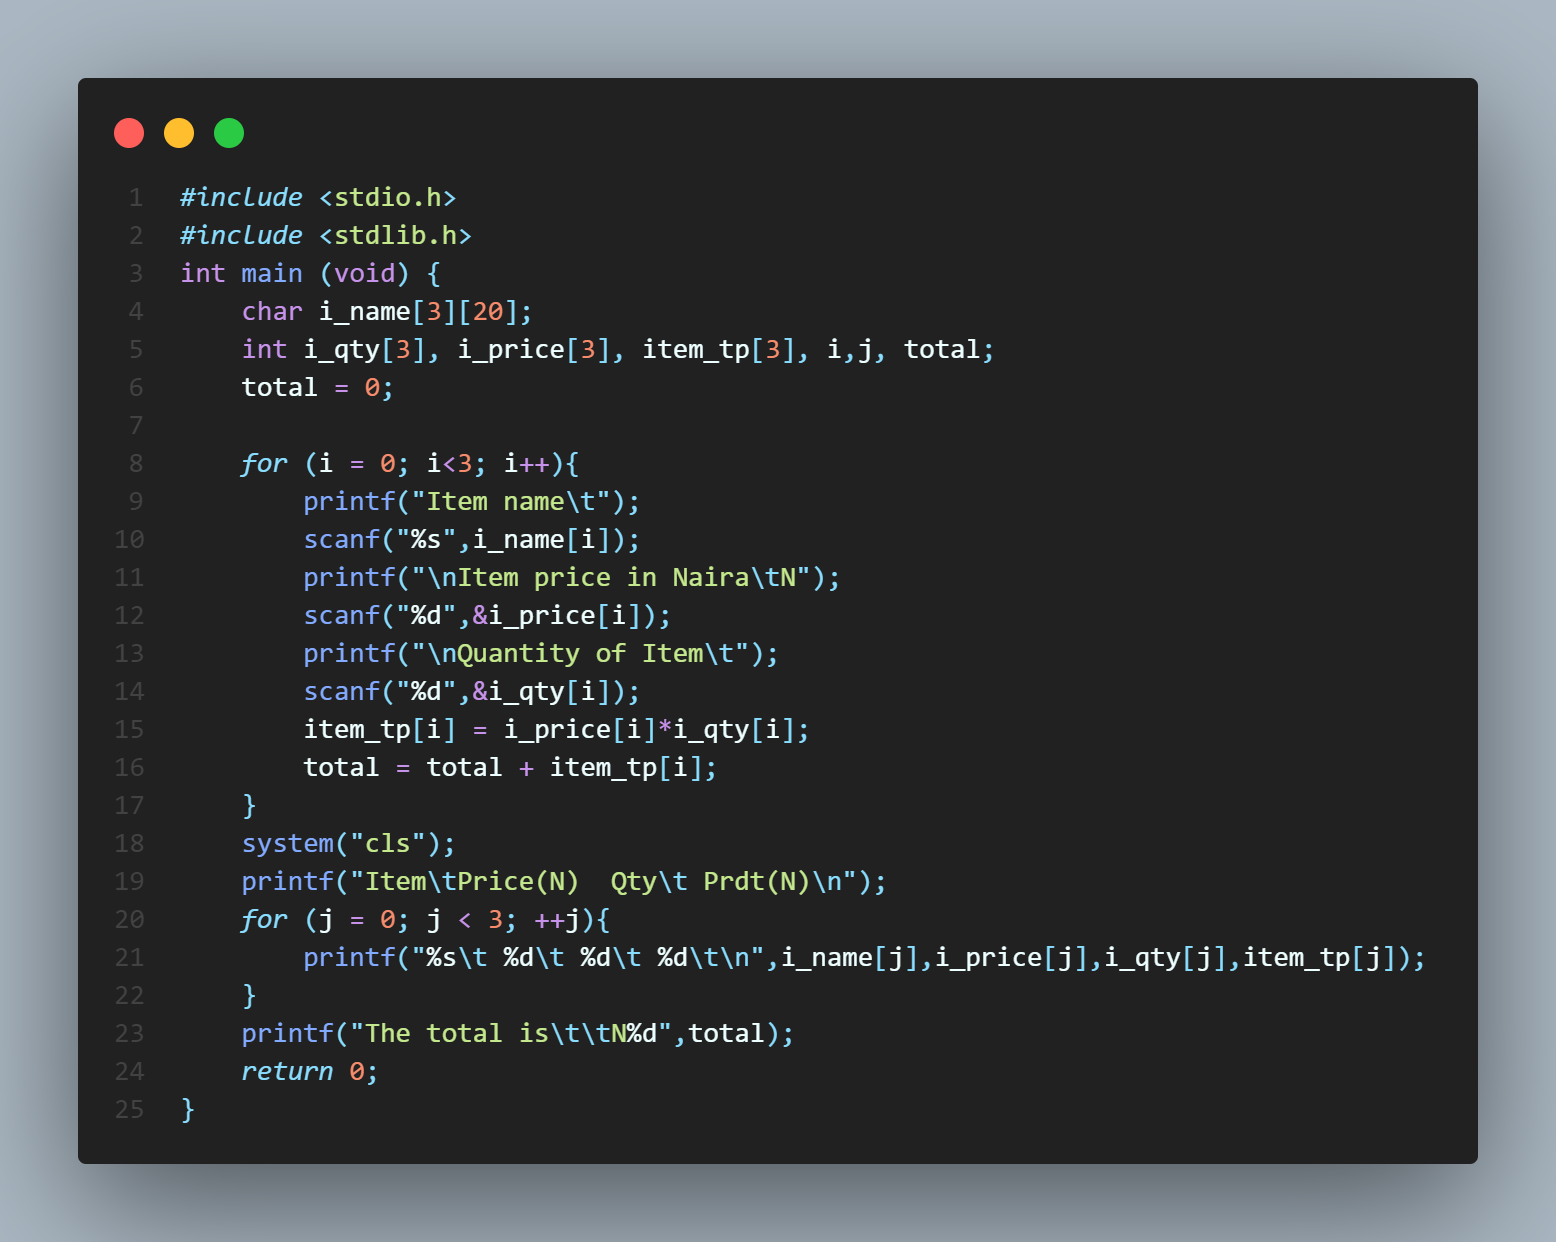 1 #include <stdio.h>
2 #include <stdlib.h>
3 int main (void) {
4     char i_name[3][20];
5     int i_qty[3], i_price[3], item_tp[3], i,j, total;
6     total = 0;
7
8     for (i = 0; i<3; i++){
9         printf("Item name\t");
10         scanf("%s",i_name[i]);
11         printf("\nItem price in Naira\tN");
12         scanf("%d",&i_price[i]);
13         printf("\nQuantity of Item\t");
14         scanf("%d",&i_qty[i]);
15         item_tp[i] = i_price[i]*i_qty[i];
16         total = total + item_tp[i];
17     }
18     system("cls");
19     printf("Item\tPrice(N)  Qty\t Prdt(N)\n");
20     for (j = 0; j < 3; ++j){
21         printf("%s\t %d\t %d\t %d\t\n",i_name[j],i_price[j],i_qty[j],item_tp[j]);
22     }
23     printf("The total is\t\tN%d",total);
24     return 0;
25 }